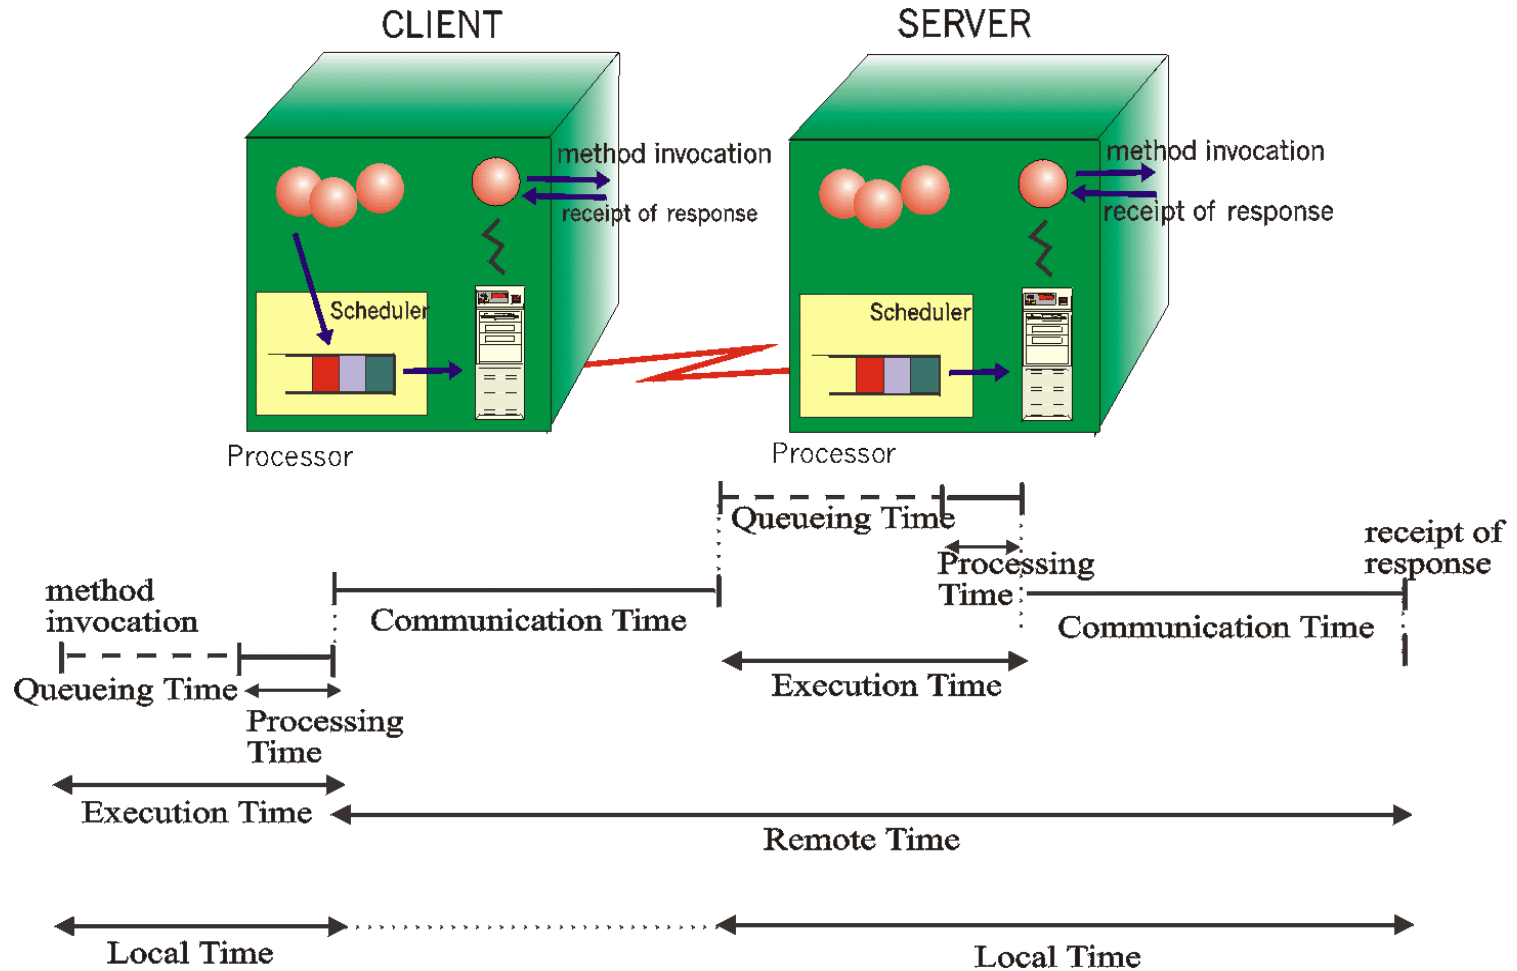 CLIENT
SERVER
method invocation
receipt of response
method invocation
receipt of response
Scheduler
Scheduler
Processor
Processor
Queueing Time
Processing
Time
receipt of
response
method
invocation
Communication Time
Communication Time
Queueing Time
Processing
Time
Execution Time
Execution Time
Remote Time
Local Time
Local Time